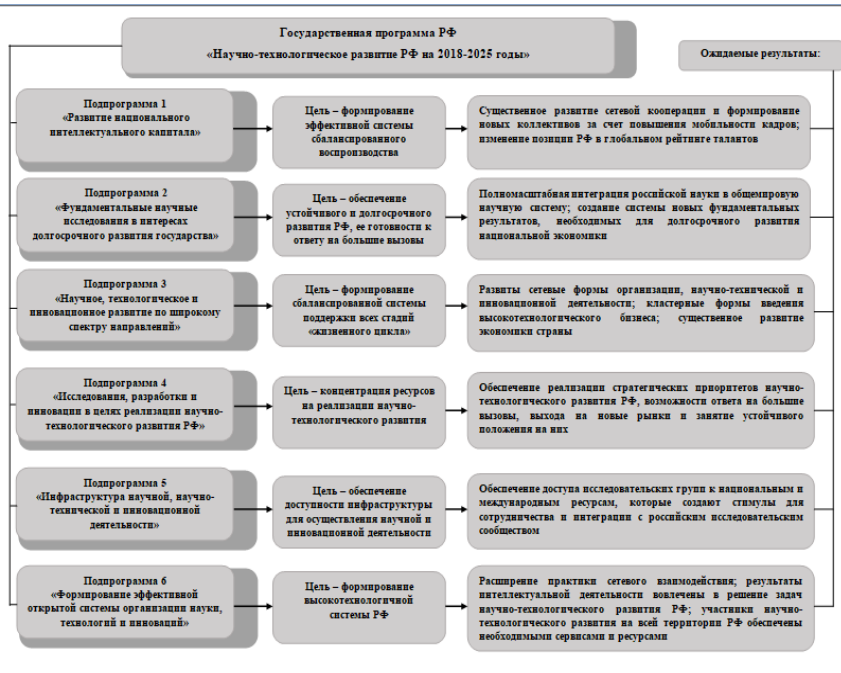 Государственная программа РФ
«Научно-технологическое развитие РФ на 2018-2025 годы»
Ожидаемые результаты:
Подпрограмма 1
«Развитие национального
интеллектуального капитала»
Цель – формирование
эффективной системы
сбалансированного
воспроизводства
Существенное развитие сетевой кооперации и формирование
новых коллективов за счет повышения мобильности кадров;
изменение позиции РФ в глобальном рейтинге талантов
Подпрограмма 2
«Фундаментальные научные
исследования в интересах
долгосрочного развития государства»
Цель – обеспечение
устойчивого и долгосрочного
развития РФ, ее готовности к
ответу на большие вызовы
Полномасштабная интеграция российской науки в общемировую
научную систему; создание системы новых фундаментальных
результатов, необходимых для долгосрочного развития
национальной экономики
Подпрограмма 3
«Научное, технологическое и
инновационное развитие по широкому
спектру направлений»
Цель – формирование
сбалансированной системы
поддержки всех стадий
«жизненного цикла»
Развиты сетевые формы организации, научно-технической и
инновационной деятельности; кластерные формы введения
высокотехнологического бизнеса; существенное развитие
экономики страны
Подпрограмма 4
«Исследования, разработки и
инновации в целях реализации научно-
технологического развития РФ»
Цель – концентрация ресурсов
на реализации научно-
технологического развития
Обеспечение реализации стратегических приоритетов научно-
технологического развития РФ, возможности ответа на большие
вызовы, выхода на новые рынки и занятие устойчивого
положения на них
Подпрограмма 5
«Инфраструктура научной, научно-
технической и инновационной
деятельности»
Цель – обеспечение
доступности инфраструктуры
для осуществления научной и
инновационной деятельности
Обеспечение доступа исследовательских групп к национальным и
международным ресурсам, которые создают стимулы для
сотрудничества и интеграции с российским исследовательским
сообществом
Подпрограмма 6
«Формирование эффективной
открытой системы организации науки,
технологий и инноваций»
Цель – формирование
высокотехнологичной
системы РФ
Расширение практики сетевого взаимодействия; результаты
интеллектуальной деятельности вовлечены в решение задач
научно-технологического развития РФ; участники научно-
технологического развития на всей территории РФ обеспечены
необходимыми сервисами и ресурсами